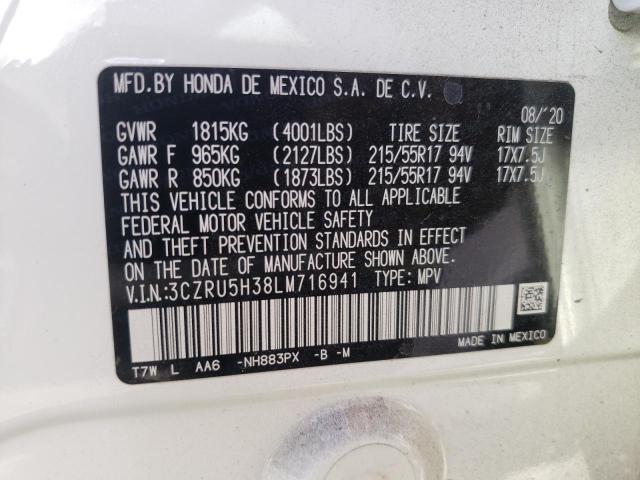 MFD.BY HONDA DE MEXICO S.A. DE C.V.
08/'20
GVWR 1815KG (4001LBS) TIRE SIZE RIM SIZE
GAWR F 965KG (2127LBS) 215/55R17 94V 17X7.5J
GAWR R 850KG (1873LBS) 215/55R17 94V 17X7.5J
THIS VEHICLE CONFORMS TO ALL APPLICABLE
FEDERAL MOTOR VEHICLE SAFETY
AND THEFT PREVENTION STANDARDS IN EFFECT
ON THE DATE OF MANUFACTURE SHOWN ABOVE.
V.I.N:3CZRU5H38LM716941 TYPE: MPV
MADE IN MEXICO
T7W L AA6 -NH883PX -B -M